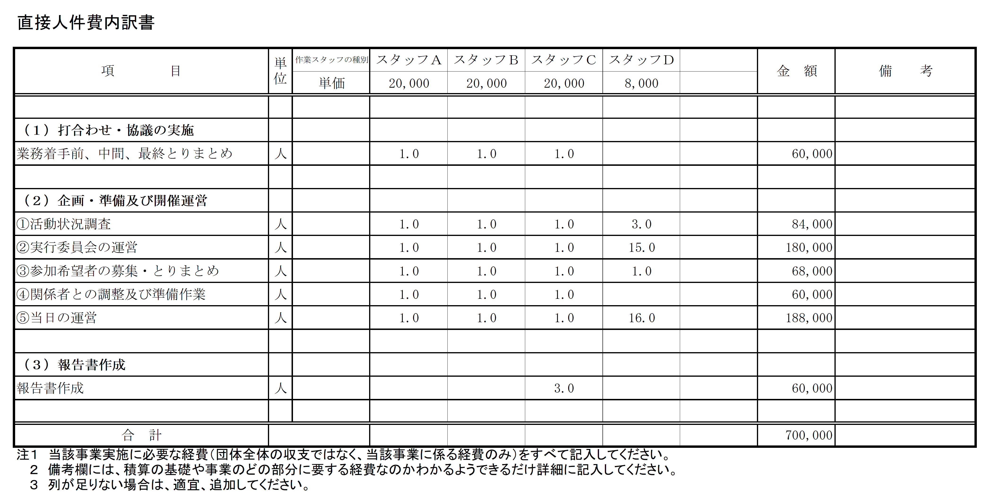 直接人件費内訳書
項　　目 単位 作業スタッフの種別 スタッフA スタッフB スタッフC スタッフD 金　額 備　考
単価 20,000 20,000 20,000 8,000
（1）打合わせ・協議の実施
業務着手前、中間、最終とりまとめ 人 1.0 1.0 1.0 60,000
（2）企画・準備及び開催運営
①活動状況調査 人 1.0 1.0 1.0 3.0 84,000
②実行委員会の運営 人 1.0 1.0 1.0 15.0 180,000
③参加希望者の募集・とりまとめ 人 1.0 1.0 1.0 1.0 68,000
④関係者との調整及び準備作業 人 1.0 1.0 1.0 60,000
⑤当日の運営 人 1.0 1.0 1.0 16.0 188,000
（3）報告書作成
報告書作成 人 3.0 60,000
合　計 700,000
注1　当該事業実施に必要な経費（団体全体の収支ではなく、当該事業に係る経費のみ）をすべて記入してください。
2　備考欄には、積算の基礎や事業のどの部分に要する経費なのかわかるようできるだけ詳細に記入してください。
3　列が足りない場合は、適宜、追加してください。